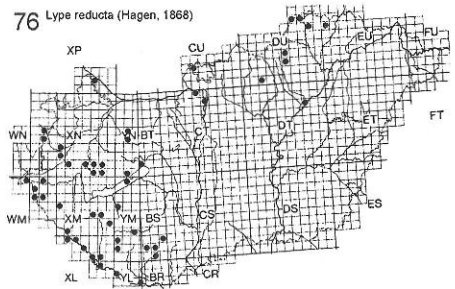 76 Lype reducta (Hagen, 1868)
XP
CU
DU
EU
FU
WN
XN
YN
BT
C
DT
ET
FT
WM
XM
YM
BS
CS
DS
ES
XL
YL
BR
CR